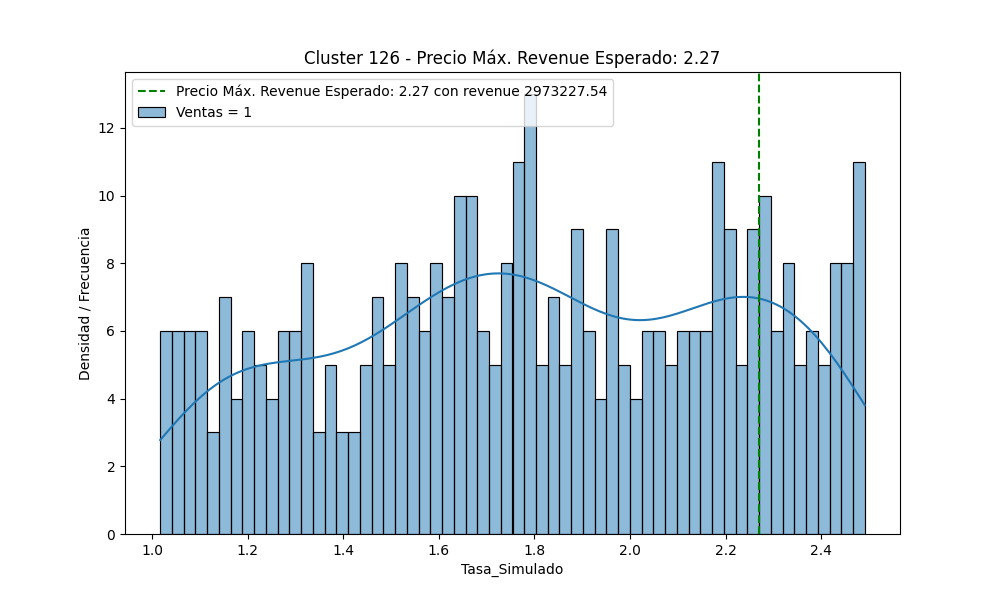 Cluster 126 - Precio Máx. Revenue Esperado: 2.27
Precio Máx. Revenue Esperado: 2.27 con revenue 2973227.54
Ventas = 1
Densidad / Frecuencia
12
10
8
6
4
2
0
1.0 1.2 1.4 1.6 1.8 2.0 2.2 2.4
Tasa_Simulado